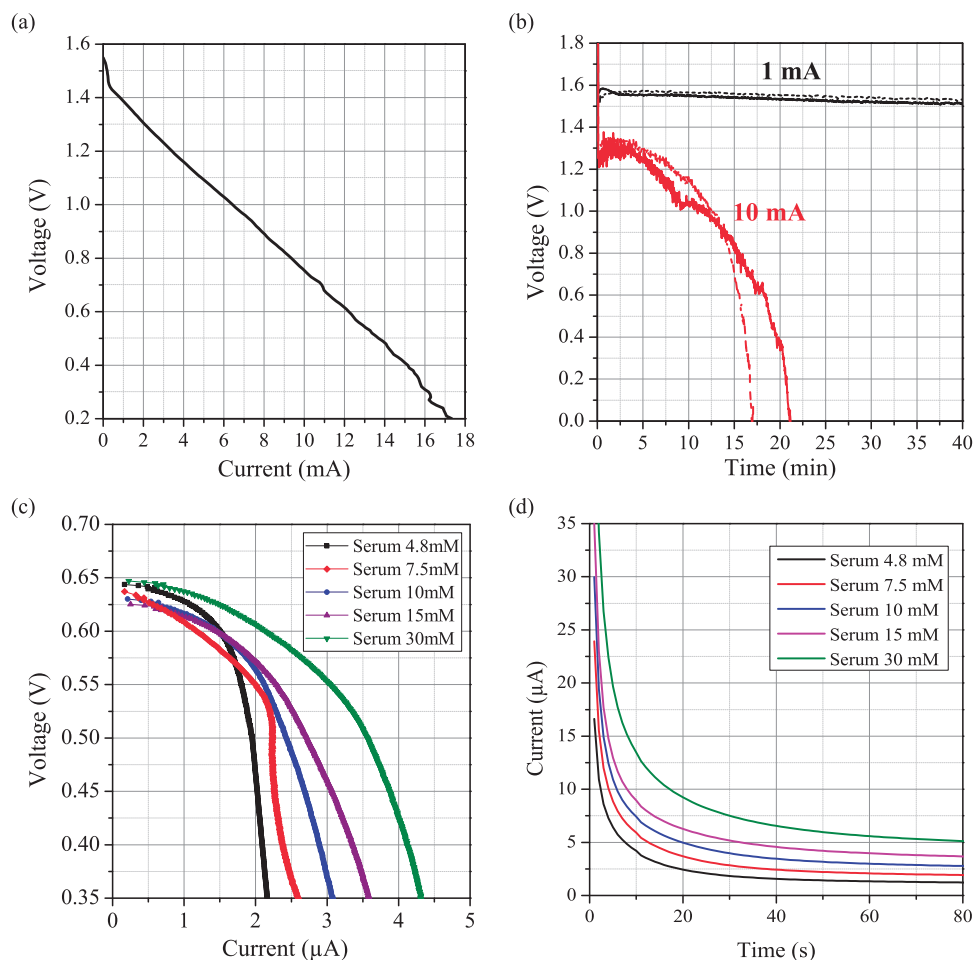 (a)
1.6
1.4
1.2
1.0
0.8
0.6
0.4
0.2
Voltage (V)
0 2 4 6 8 10 12 14 16 18
Current (mA)
(b)
1.8
1.6
1.4
1.2
1.0
0.8
0.6
0.4
0.2
0.0
Voltage (V)
1 mA
10 mA
0 5 10 15 20 25 30 35 40
Time (min)
(c)
0.70
0.65
0.60
0.55
0.50
0.45
0.40
0.35
Voltage (V)
Serum 4.8mM
Serum 7.5mM
Serum 10mM
Serum 15mM
Serum 30mM
0 1 2 3 4 5
Current (µA)
(d)
35
30
25
20
15
10
5
0
Current (µA)
Serum 4.8 mM
Serum 7.5 mM
Serum 10 mM
Serum 15 mM
Serum 30 mM
0 20 40 60 80
Time (s)